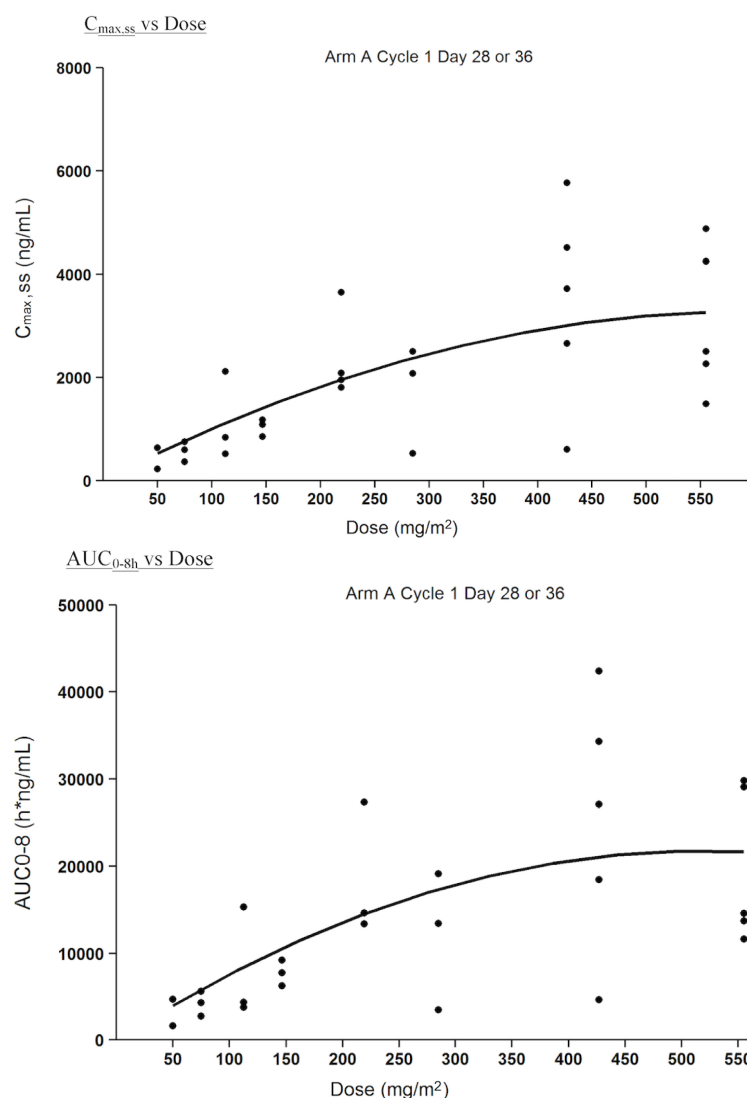 C_max,ss vs Dose
Arm A Cycle 1 Day 28 or 36
8000
6000
4000
2000
0
C_max,ss (ng/mL)
50 100 150 200 250 300 350 400 450 500 550
Dose (mg/m²)
AUC_0-8h vs Dose
Arm A Cycle 1 Day 28 or 36
50000
40000
30000
20000
10000
0
AUC0-8 (h*ng/mL)
50 100 150 200 250 300 350 400 450 500 550
Dose (mg/m²)